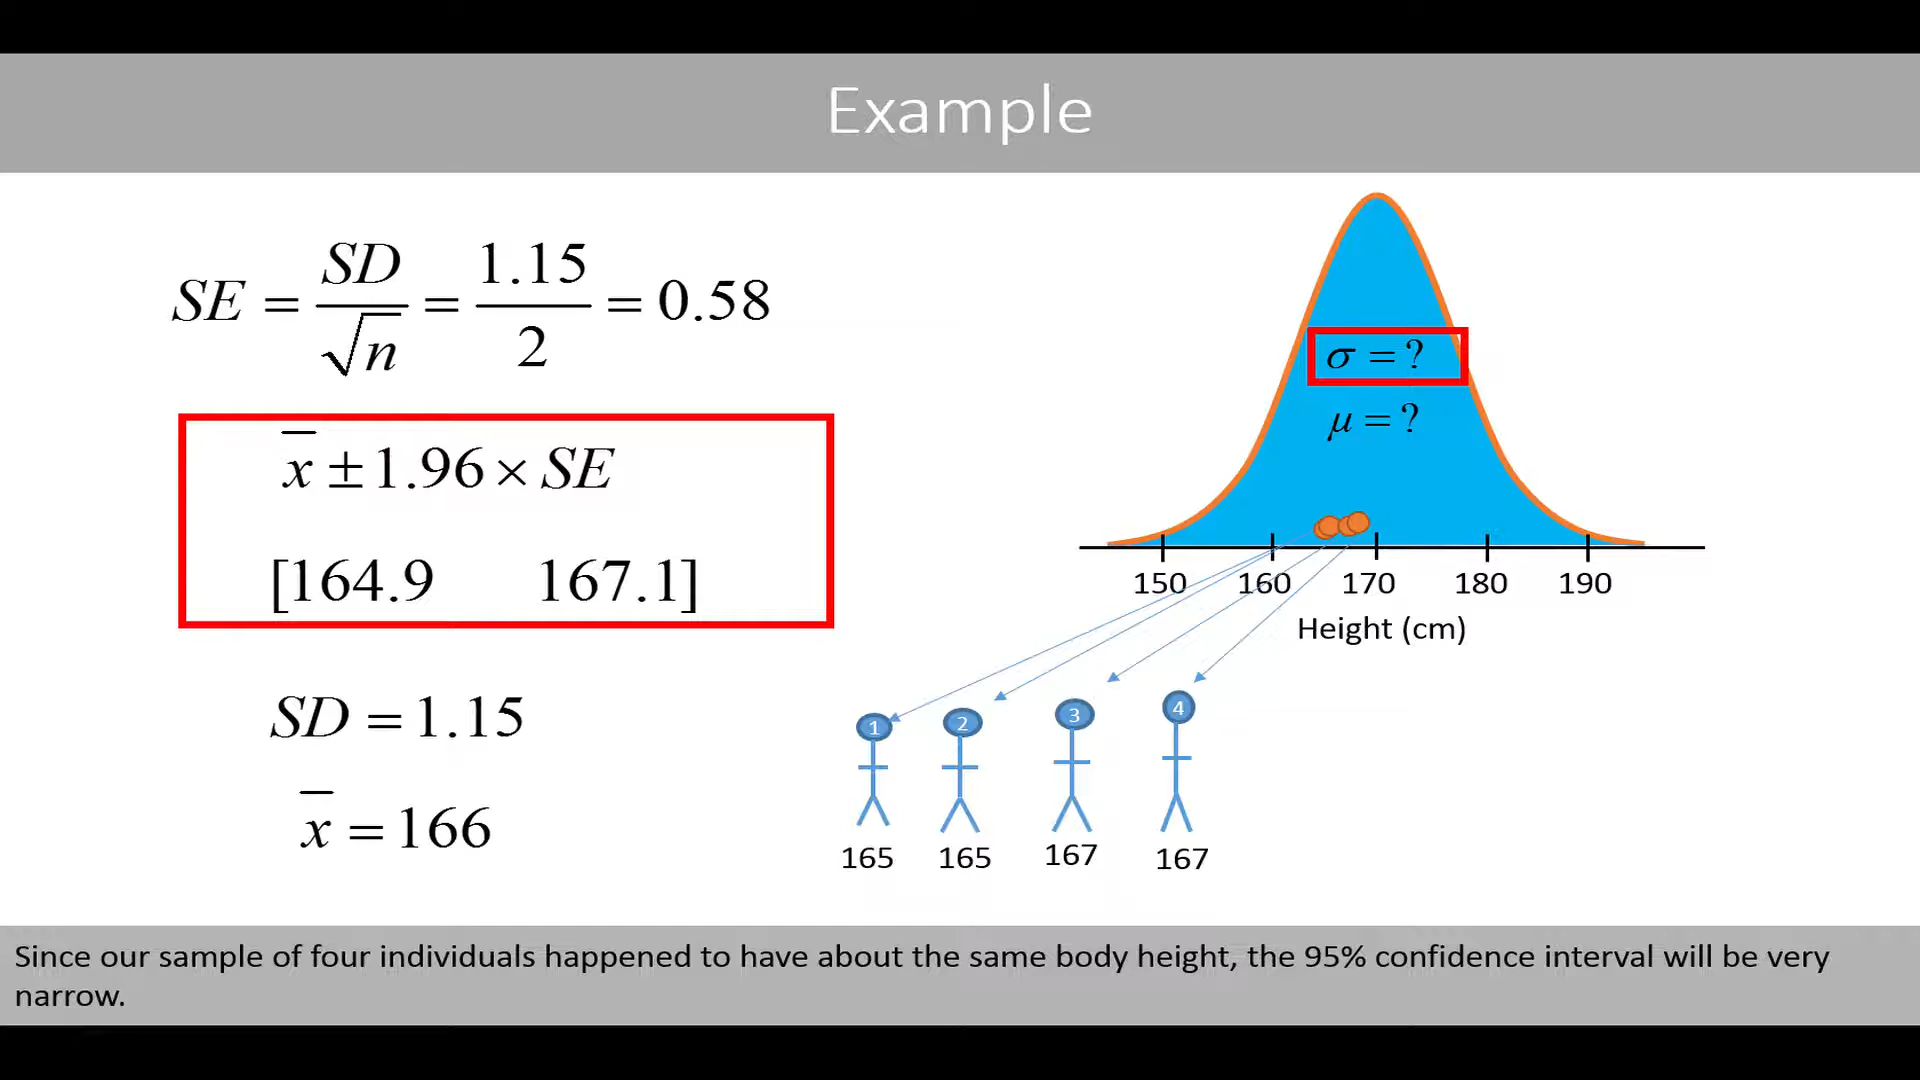 Example
SE = SD/√n = 1.15/2 = 0.58
x̄ ± 1.96 × SE
[164.9 167.1]
SD = 1.15
x̄ = 166
σ = ?
μ = ?
150 160 170 180 190
Height (cm)
1 2 3 4
165 165 167 167
Since our sample of four individuals happened to have about the same body height, the 95% confidence interval will be very
narrow.